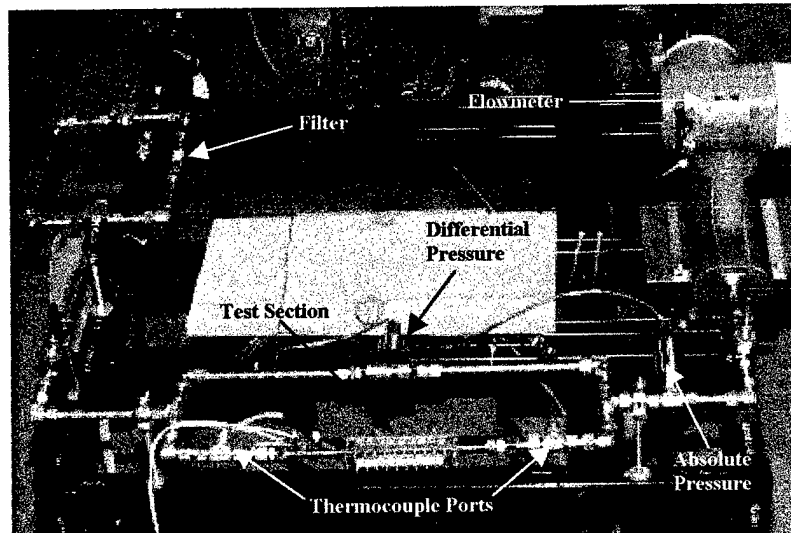 Flowmeter
Filter
Differential
Pressure
Test Section
Absolute
Pressure
Thermocouple Ports